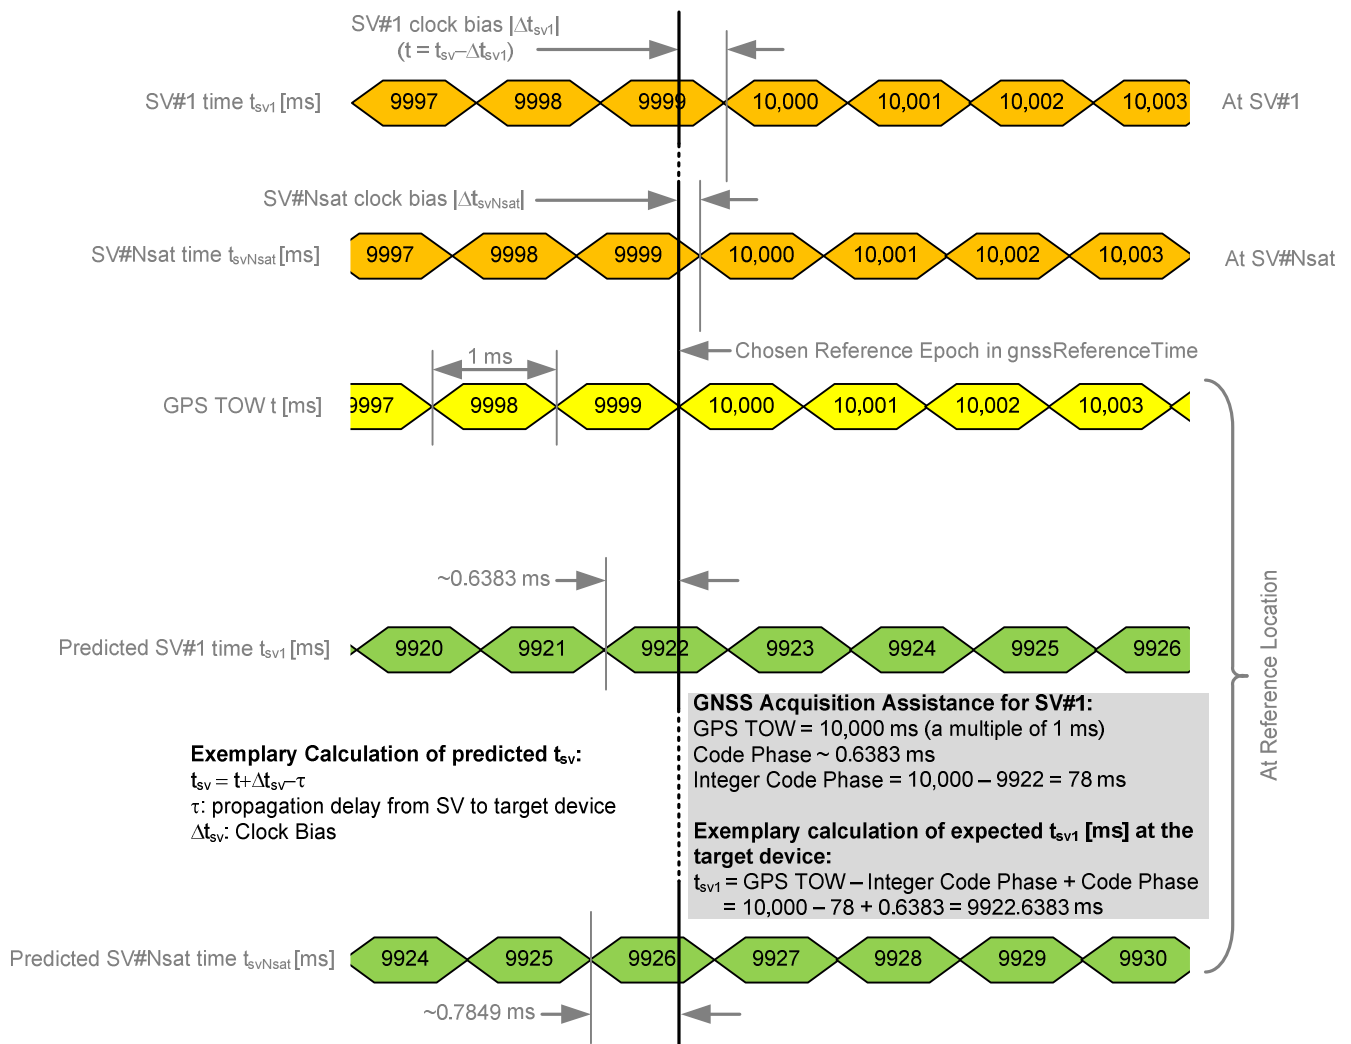 SV#1 clock bias |Δtsv1|
(t = tsv–Δtsv1)
SV#1 time tsv1 [ms]
9997 9998 9999 10,000 10,001 10,002 10,003
At SV#1
SV#Nsat clock bias |ΔtsvNsat|
SV#Nsat time tsvNsat [ms]
9997 9998 9999 10,000 10,001 10,002 10,003
At SV#Nsat
Chosen Reference Epoch in gnssReferenceTime
1 ms
GPS TOW t [ms]
9997 9998 9999 10,000 10,001 10,002 10,003
~0.6383 ms
Predicted SV#1 time tsv1 [ms]
9920 9921 9922 9923 9924 9925 9926
At Reference Location
GNSS Acquisition Assistance for SV#1:
GPS TOW = 10,000 ms (a multiple of 1 ms)
Code Phase ~ 0.6383 ms
Integer Code Phase = 10,000 – 9922 = 78 ms
Exemplary calculation of expected tsv1 [ms] at the
target device:
tsv1 = GPS TOW – Integer Code Phase + Code Phase
= 10,000 – 78 + 0.6383 = 9922.6383 ms
Exemplary Calculation of predicted tsv:
tsv = t+Δtsv–τ
τ: propagation delay from SV to target device
Δtsv: Clock Bias
Predicted SV#Nsat time tsvNsat [ms]
9924 9925 9926 9927 9928 9929 9930
~0.7849 ms